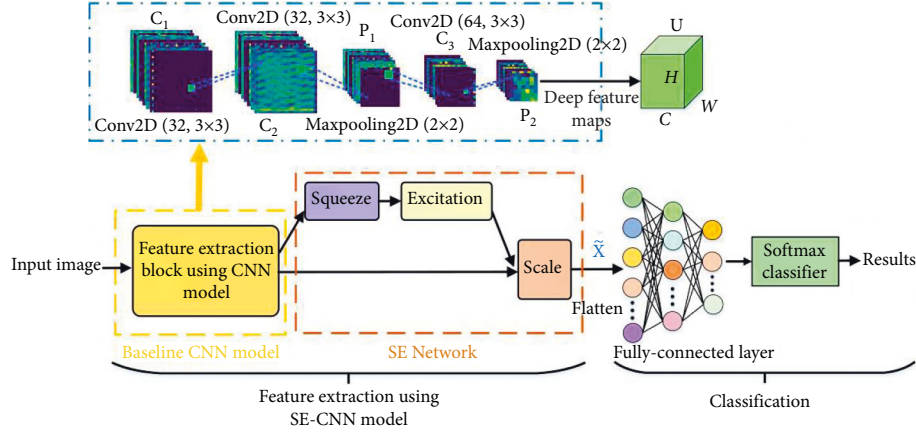 C1
Conv2D (32, 3×3)
P1
Conv2D (64, 3×3)
C3
Maxpooling2D (2×2)
U
H
W
C
Deep feature
maps
Conv2D (32, 3×3)
C2
Maxpooling2D (2×2)
P2
Squeeze
Excitation
Input image
Feature extraction
block using CNN
model
Scale
X̃
Flatten
Softmax
classifier
Results
Baseline CNN model
SE Network
Fully-connected layer
Feature extraction using
SE-CNN model
Classification